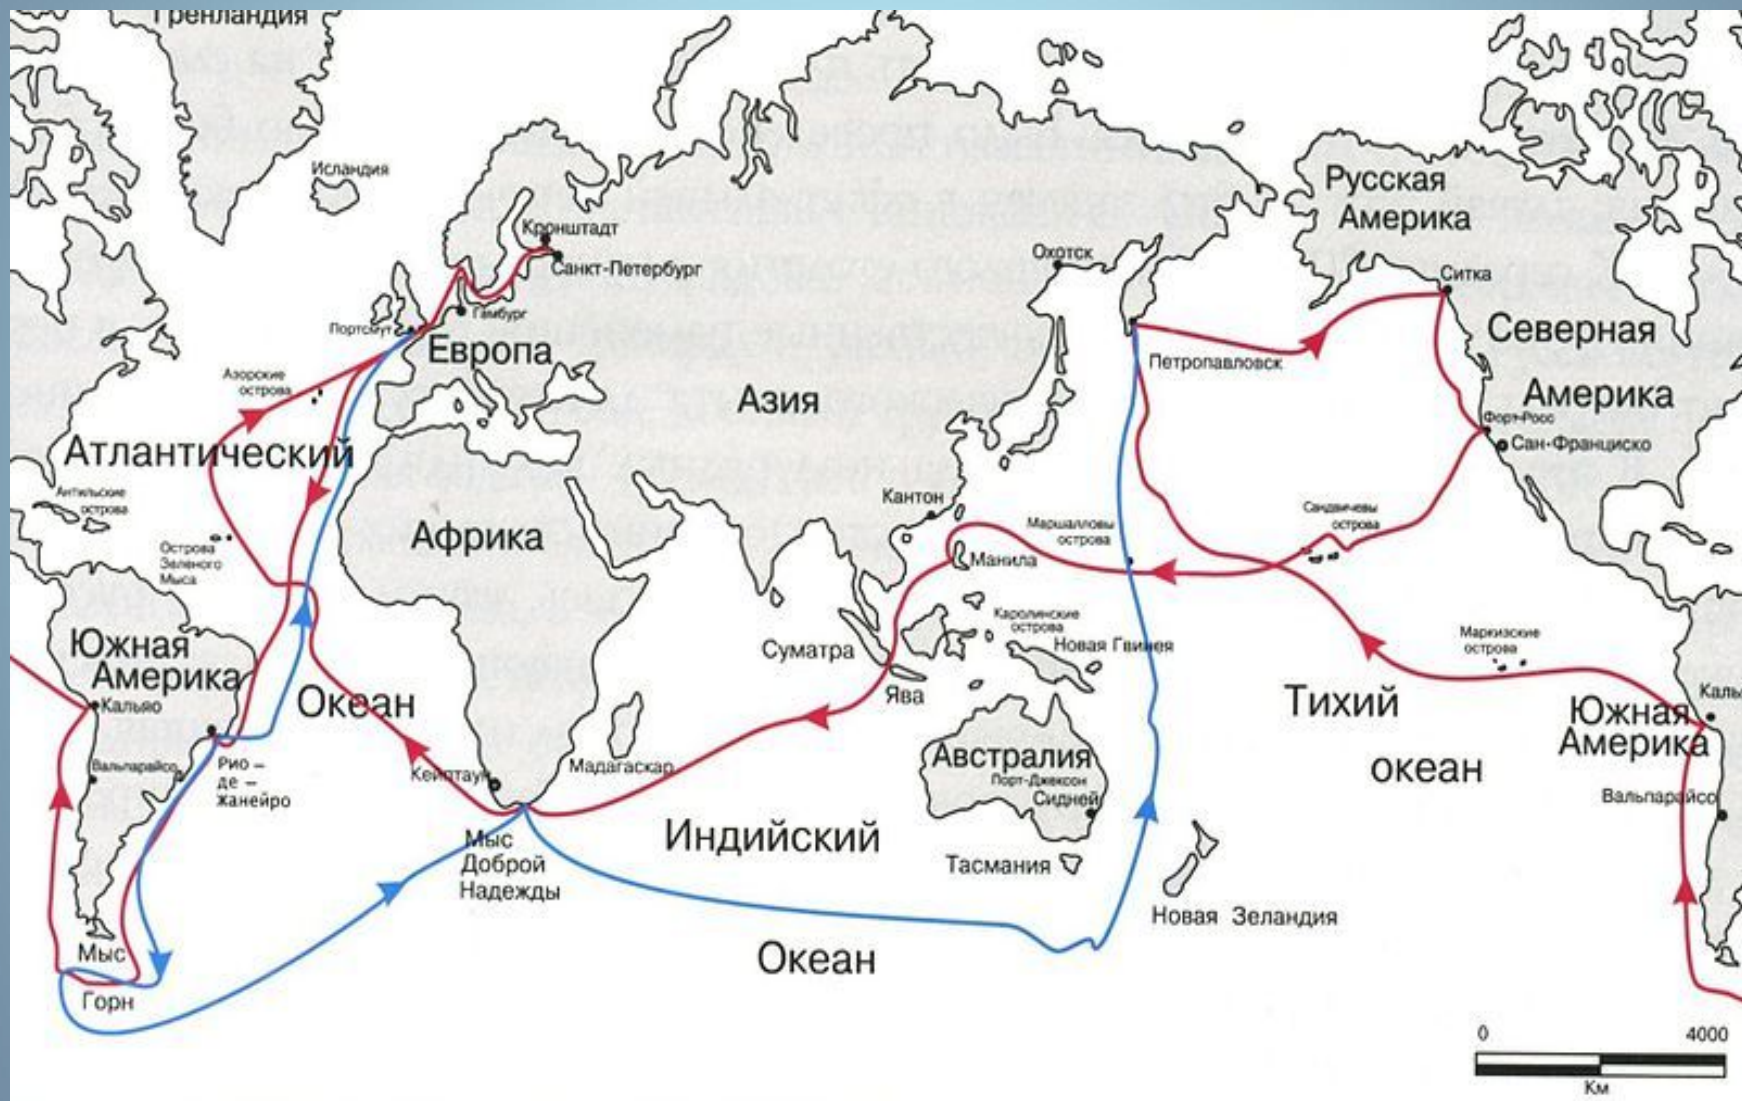 Гренландия
Исландия
Кронштадт
Санкт-Петербург
Гамбург
Портсмут
Европа
Азорские
острова
Атлантический
Антильские
острова
Острова
Зеленого
Мыса
Африка
Азия
Охотск
Петропавловск
Русская
Америка
Ситка
Северная
Америка
Форт-Росс
Сан-Франциско
Кантон
Маршалловы
острова
Сандвичевы
острова
Манила
Каролинские
острова
Новая Гвинея
Суматра
Ява
Маркизские
острова
Южная
Америка
Кальяо
Вальпарайсо
Рио –
де –
Жанейро
Океан
Кейптаун
Мадагаскар
Мыс
Доброй
Надежды
Индийский
Океан
Австралия
Порт-Джексон
Сидней
Тасмания
Новая Зеландия
Тихий
океан
Южная
Америка
Каль
Вальпарайсо
Мыс
Горн
0 4000
Км